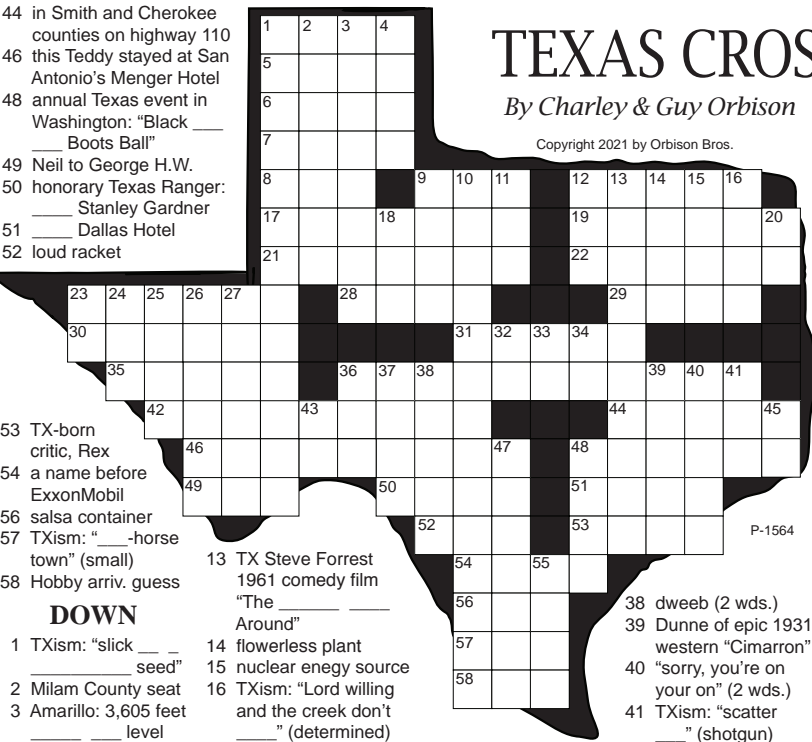 44 in Smith and Cherokee
counties on highway 110
46 this Teddy stayed at San
Antonio's Menger Hotel
48 annual Texas event in
Washington: "Black ___
___ Boots Ball"
49 Neil to George H.W.
50 honorary Texas Ranger:
____ Stanley Gardner
51 ____ Dallas Hotel
52 loud racket
TEXAS CROS
By Charley & Guy Orbison
Copyright 2021 by Orbison Bros.
1 2 3 4
5
6
7
8 9 10 11 12 13 14 15 16
17 18 19 20
21 22
23 24 25 26 27 28 29
30 31 32 33 34
35 36 37 38 39 40 41
42 43 44 45
46 47 48
49 50 51
52 53
54 55
56
57
58
P-1564
53 TX-born
critic, Rex
54 a name before
ExxonMobil
56 salsa container
57 TXism: "___-horse
town" (small)
58 Hobby arriv. guess
DOWN
1 TXism: "slick __ _
__________ seed"
2 Milam County seat
3 Amarillo: 3,605 feet
_____ ___ level
13 TX Steve Forrest
1961 comedy film
"The ______ ____
Around"
14 flowerless plant
15 nuclear enegy source
16 TXism: "Lord willing
and the creek don't
____" (determined)
38 dweeb (2 wds.)
39 Dunne of epic 1931
western "Cimarron"
40 "sorry, you're on
your on" (2 wds.)
41 TXism: "scatter
___" (shotgun)